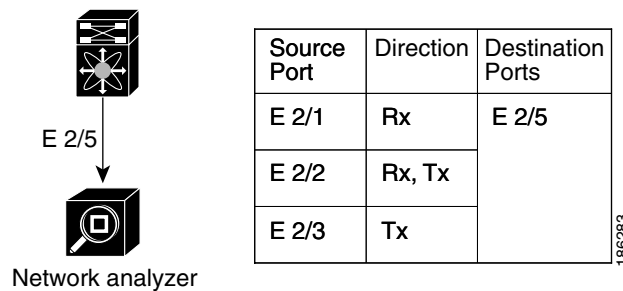 E 2/5
Network analyzer
Source Port Direction Destination Ports
E 2/1 Rx E 2/5
E 2/2 Rx, Tx
E 2/3 Tx
186283